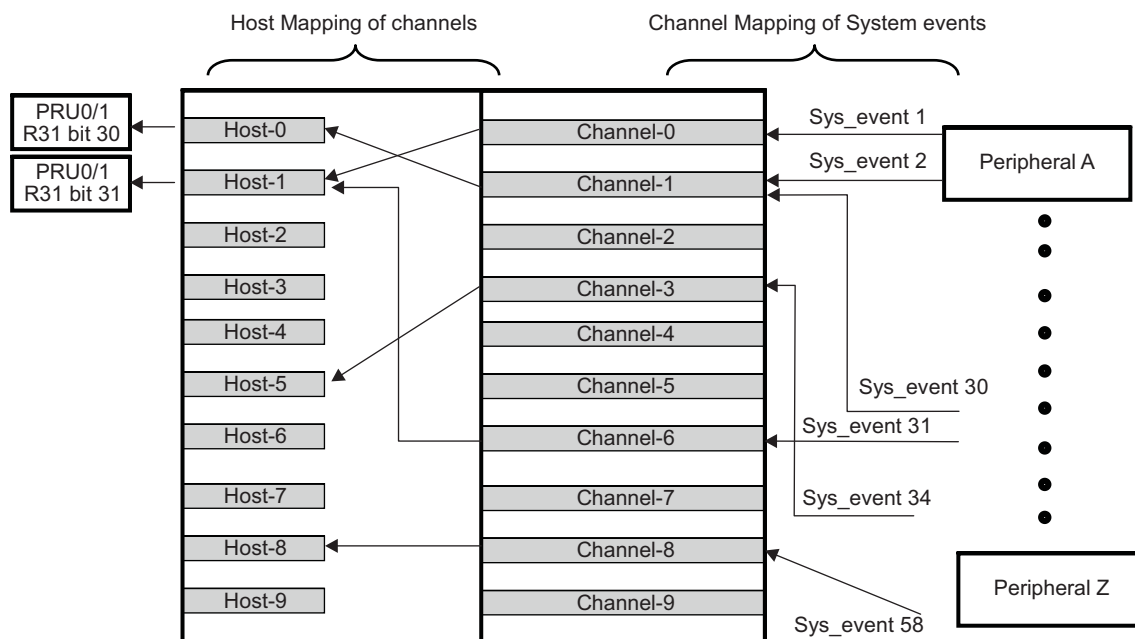 Host Mapping of channels
Channel Mapping of System events
PRU0/1
R31 bit 30
PRU0/1
R31 bit 31
Host-0
Host-1
Host-2
Host-3
Host-4
Host-5
Host-6
Host-7
Host-8
Host-9
Channel-0
Channel-1
Channel-2
Channel-3
Channel-4
Channel-5
Channel-6
Channel-7
Channel-8
Channel-9
Sys_event 1
Sys_event 2
Sys_event 30
Sys_event 31
Sys_event 34
Sys_event 58
Peripheral A
Peripheral Z